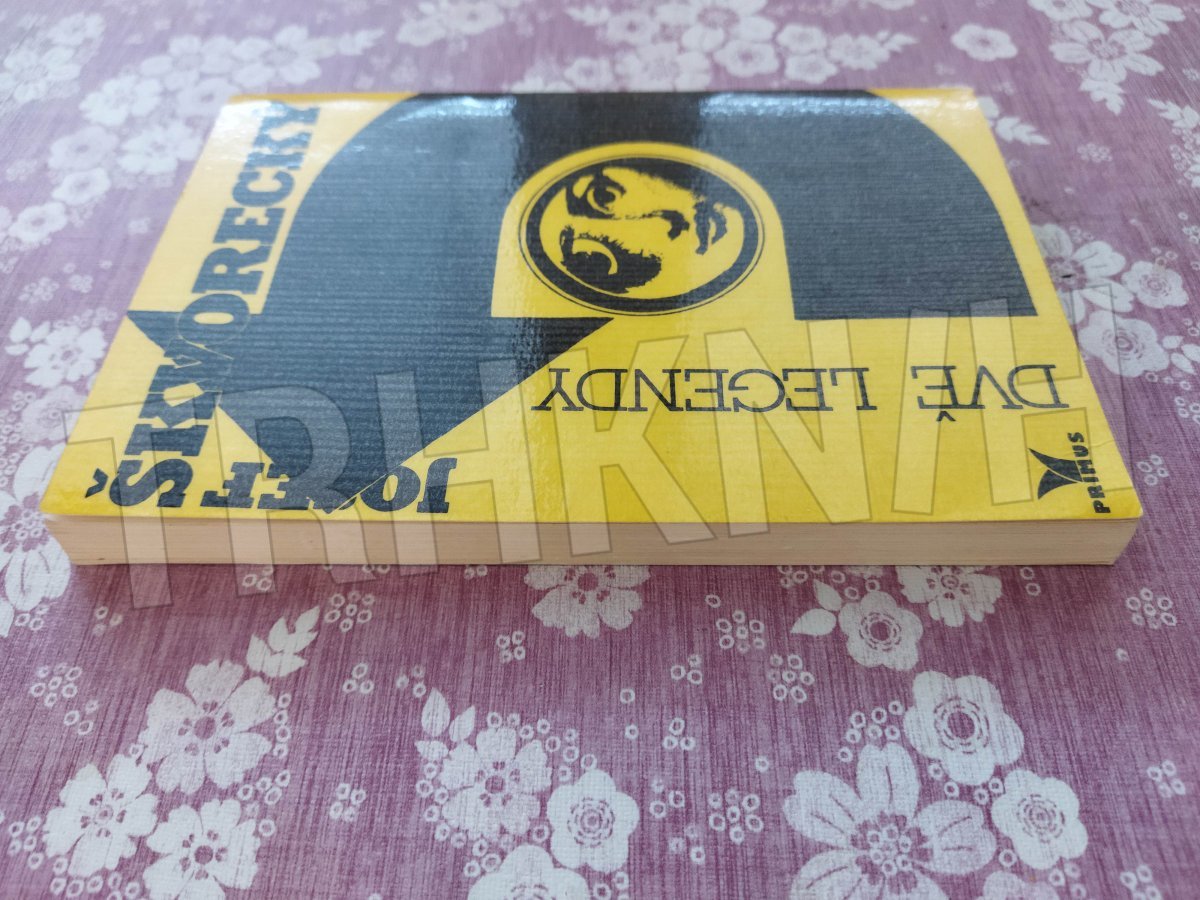 JOSEF
ŠKVORECKÝ
DVĚ LEGENDY
PRIMUS
TRHKNIH